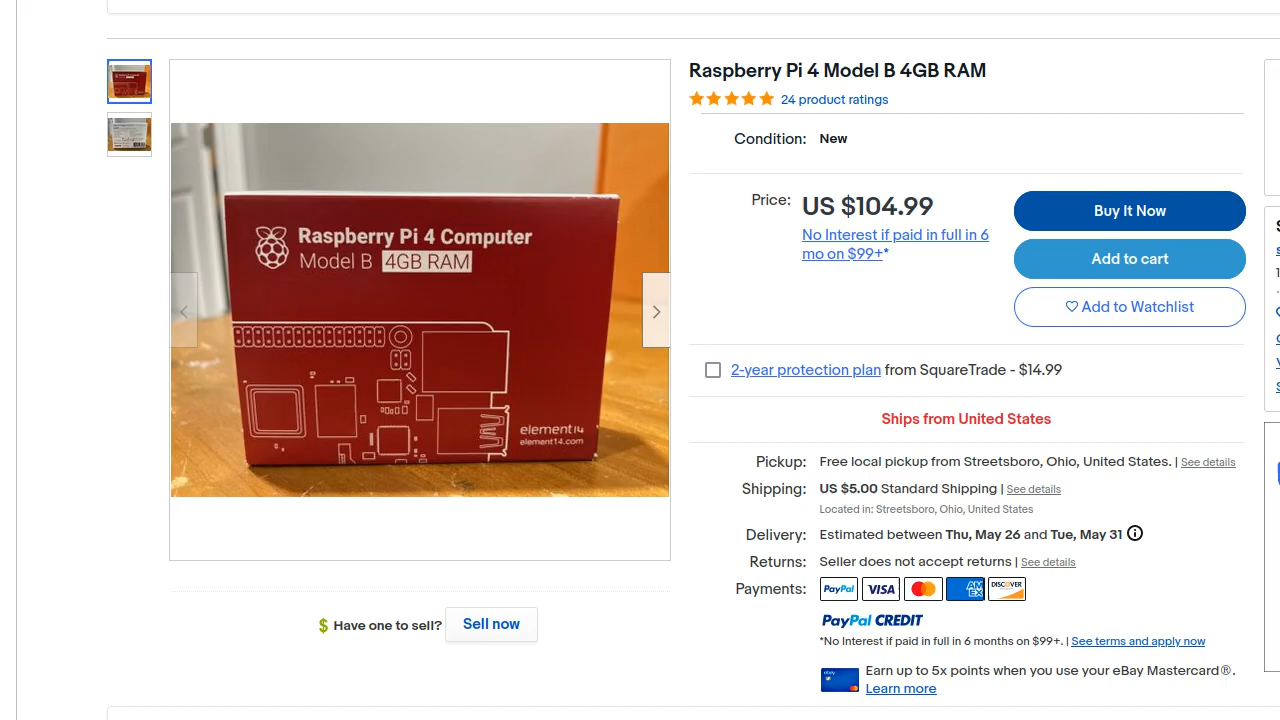 Raspberry Pi 4 Model B 4GB RAM
24 product ratings
Condition: New
Price: US $104.99
No Interest if paid in full in 6
mo on $99+*
Buy It Now
Add to cart
Add to Watchlist
Raspberry Pi 4 Computer
Model B 4GB RAM
element14
element14.com
2-year protection plan from SquareTrade - $14.99
Ships from United States
Pickup: Free local pickup from Streetsboro, Ohio, United States. | See details
Shipping: US $5.00 Standard Shipping | See details
Located in: Streetsboro, Ohio, United States
Delivery: Estimated between Thu, May 26 and Tue, May 31
Returns: Seller does not accept returns | See details
Payments: PayPal VISA AM EX DISCOVER
PayPal CREDIT
*No Interest if paid in full in 6 months on $99+. | See terms and apply now
Earn up to 5x points when you use your eBay Mastercard®.
Learn more
Have one to sell? Sell now